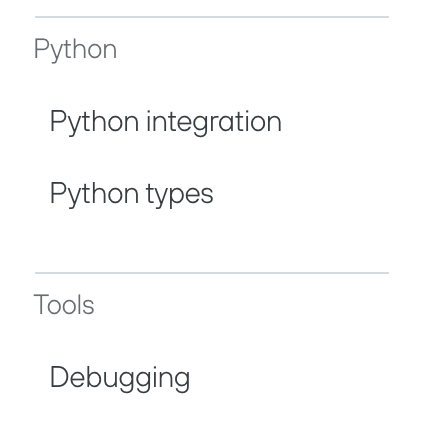 Python
Python integration
Python types
Tools
Debugging